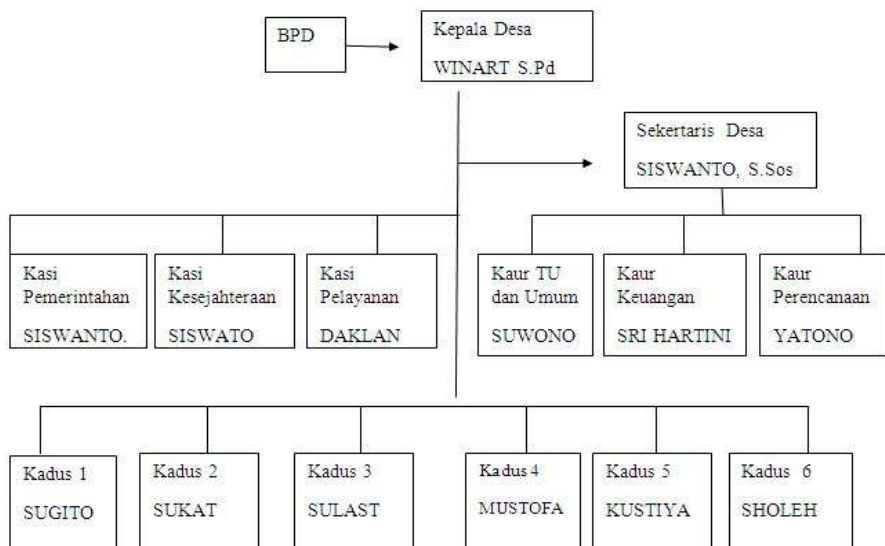 BPD
Kepala Desa
WINART S.Pd
Sekertaris Desa
SISWANTO, S.Sos
Kasi
Pemerintahan
SISWANTO.
Kasi
Kesejahteraan
SISWATO
Kasi
Pelayanan
DAKLAN
Kaur TU
dan Umum
SUWONO
Kaur
Keuangan
SRI HARTINI
Kaur
Perencanaan
YATONO
Kadus 1
SUGITO
Kadus 2
SUKAT
Kadus 3
SULAST
Kadus 4
MUSTOFA
Kadus 5
KUSTIYA
Kadus 6
SHOLEH